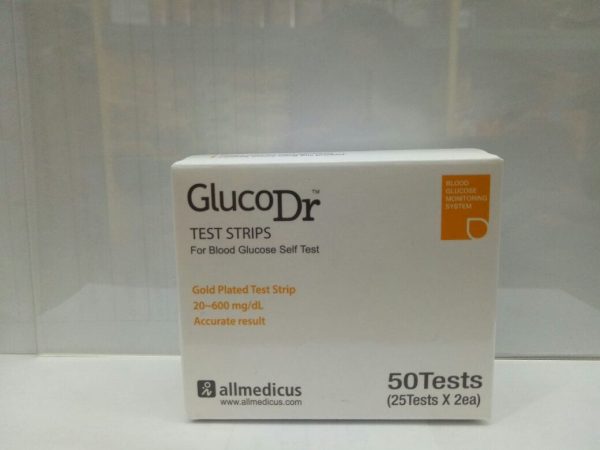 GlucoDr™
TEST STRIPS
For Blood Glucose Self Test
BLOOD
GLUCOSE
MONITORING
SYSTEM
Gold Plated Test Strip
20~600 mg/dL
Accurate result
allmedicus
www.allmedicus.com
50Tests
(25Tests X 2ea)